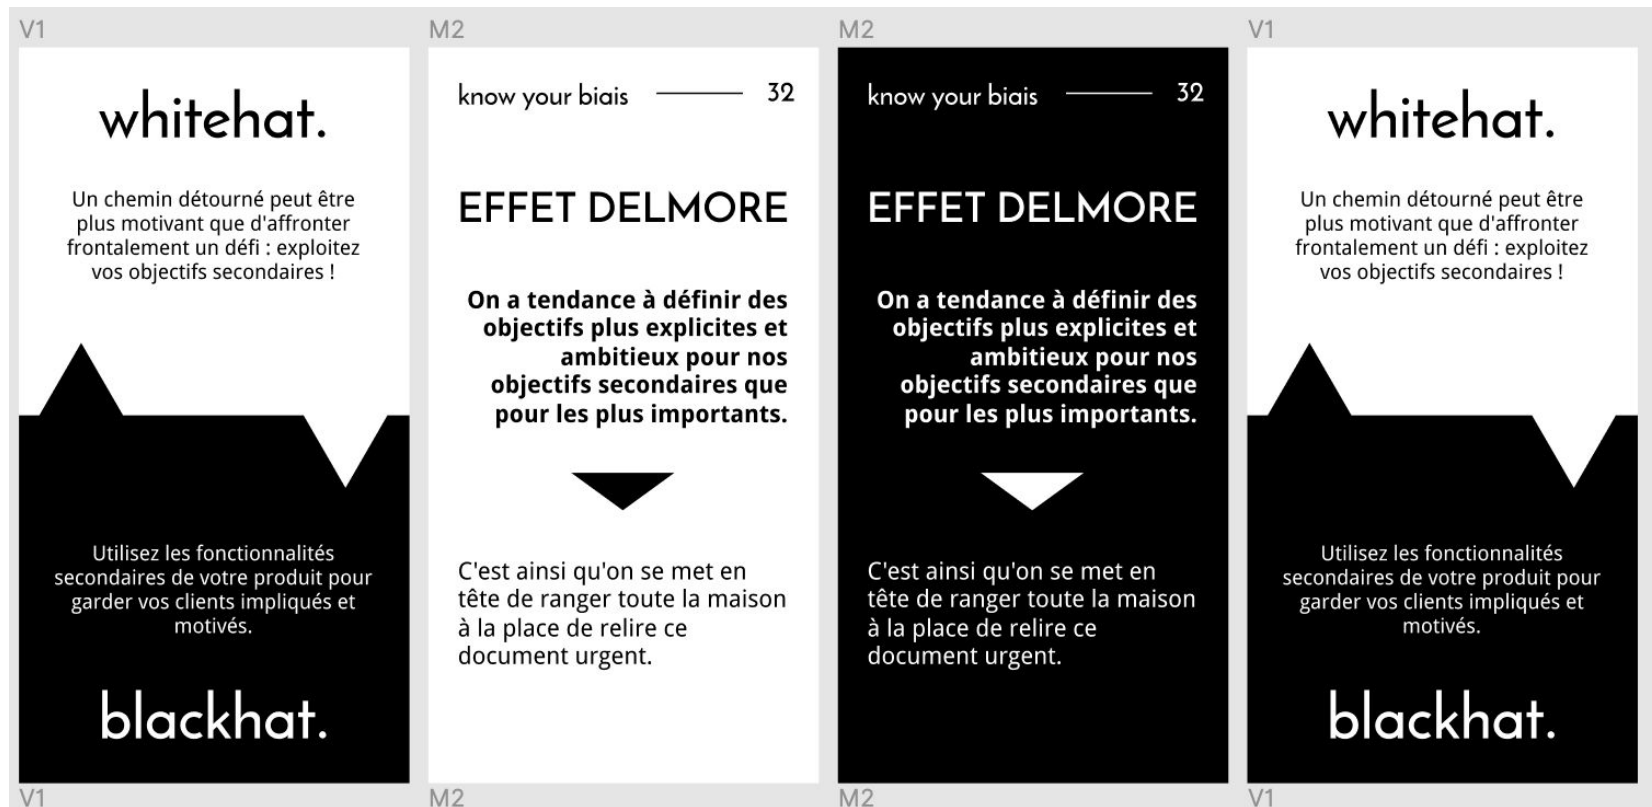 V1
whitehat.
Un chemin détourné peut être
plus motivant que d'affronter
frontalement un défi : exploitez
vos objectifs secondaires !
Utilisez les fonctionnalités
secondaires de votre produit pour
garder vos clients impliqués et
motivés.
blackhat.
V1
M2
know your biais
32
EFFET DELMORE
On a tendance à définir des
objectifs plus explicites et
ambitieux pour nos
objectifs secondaires que
pour les plus importants.
C'est ainsi qu'on se met en
tête de ranger toute la maison
à la place de relire ce
document urgent.
M2
M2
know your biais
32
EFFET DELMORE
On a tendance à définir des
objectifs plus explicites et
ambitieux pour nos
objectifs secondaires que
pour les plus importants.
C'est ainsi qu'on se met en
tête de ranger toute la maison
à la place de relire ce
document urgent.
M2
V1
whitehat.
Un chemin détourné peut être
plus motivant que d'affronter
frontalement un défi : exploitez
vos objectifs secondaires !
Utilisez les fonctionnalités
secondaires de votre produit pour
garder vos clients impliqués et
motivés.
blackhat.
V1